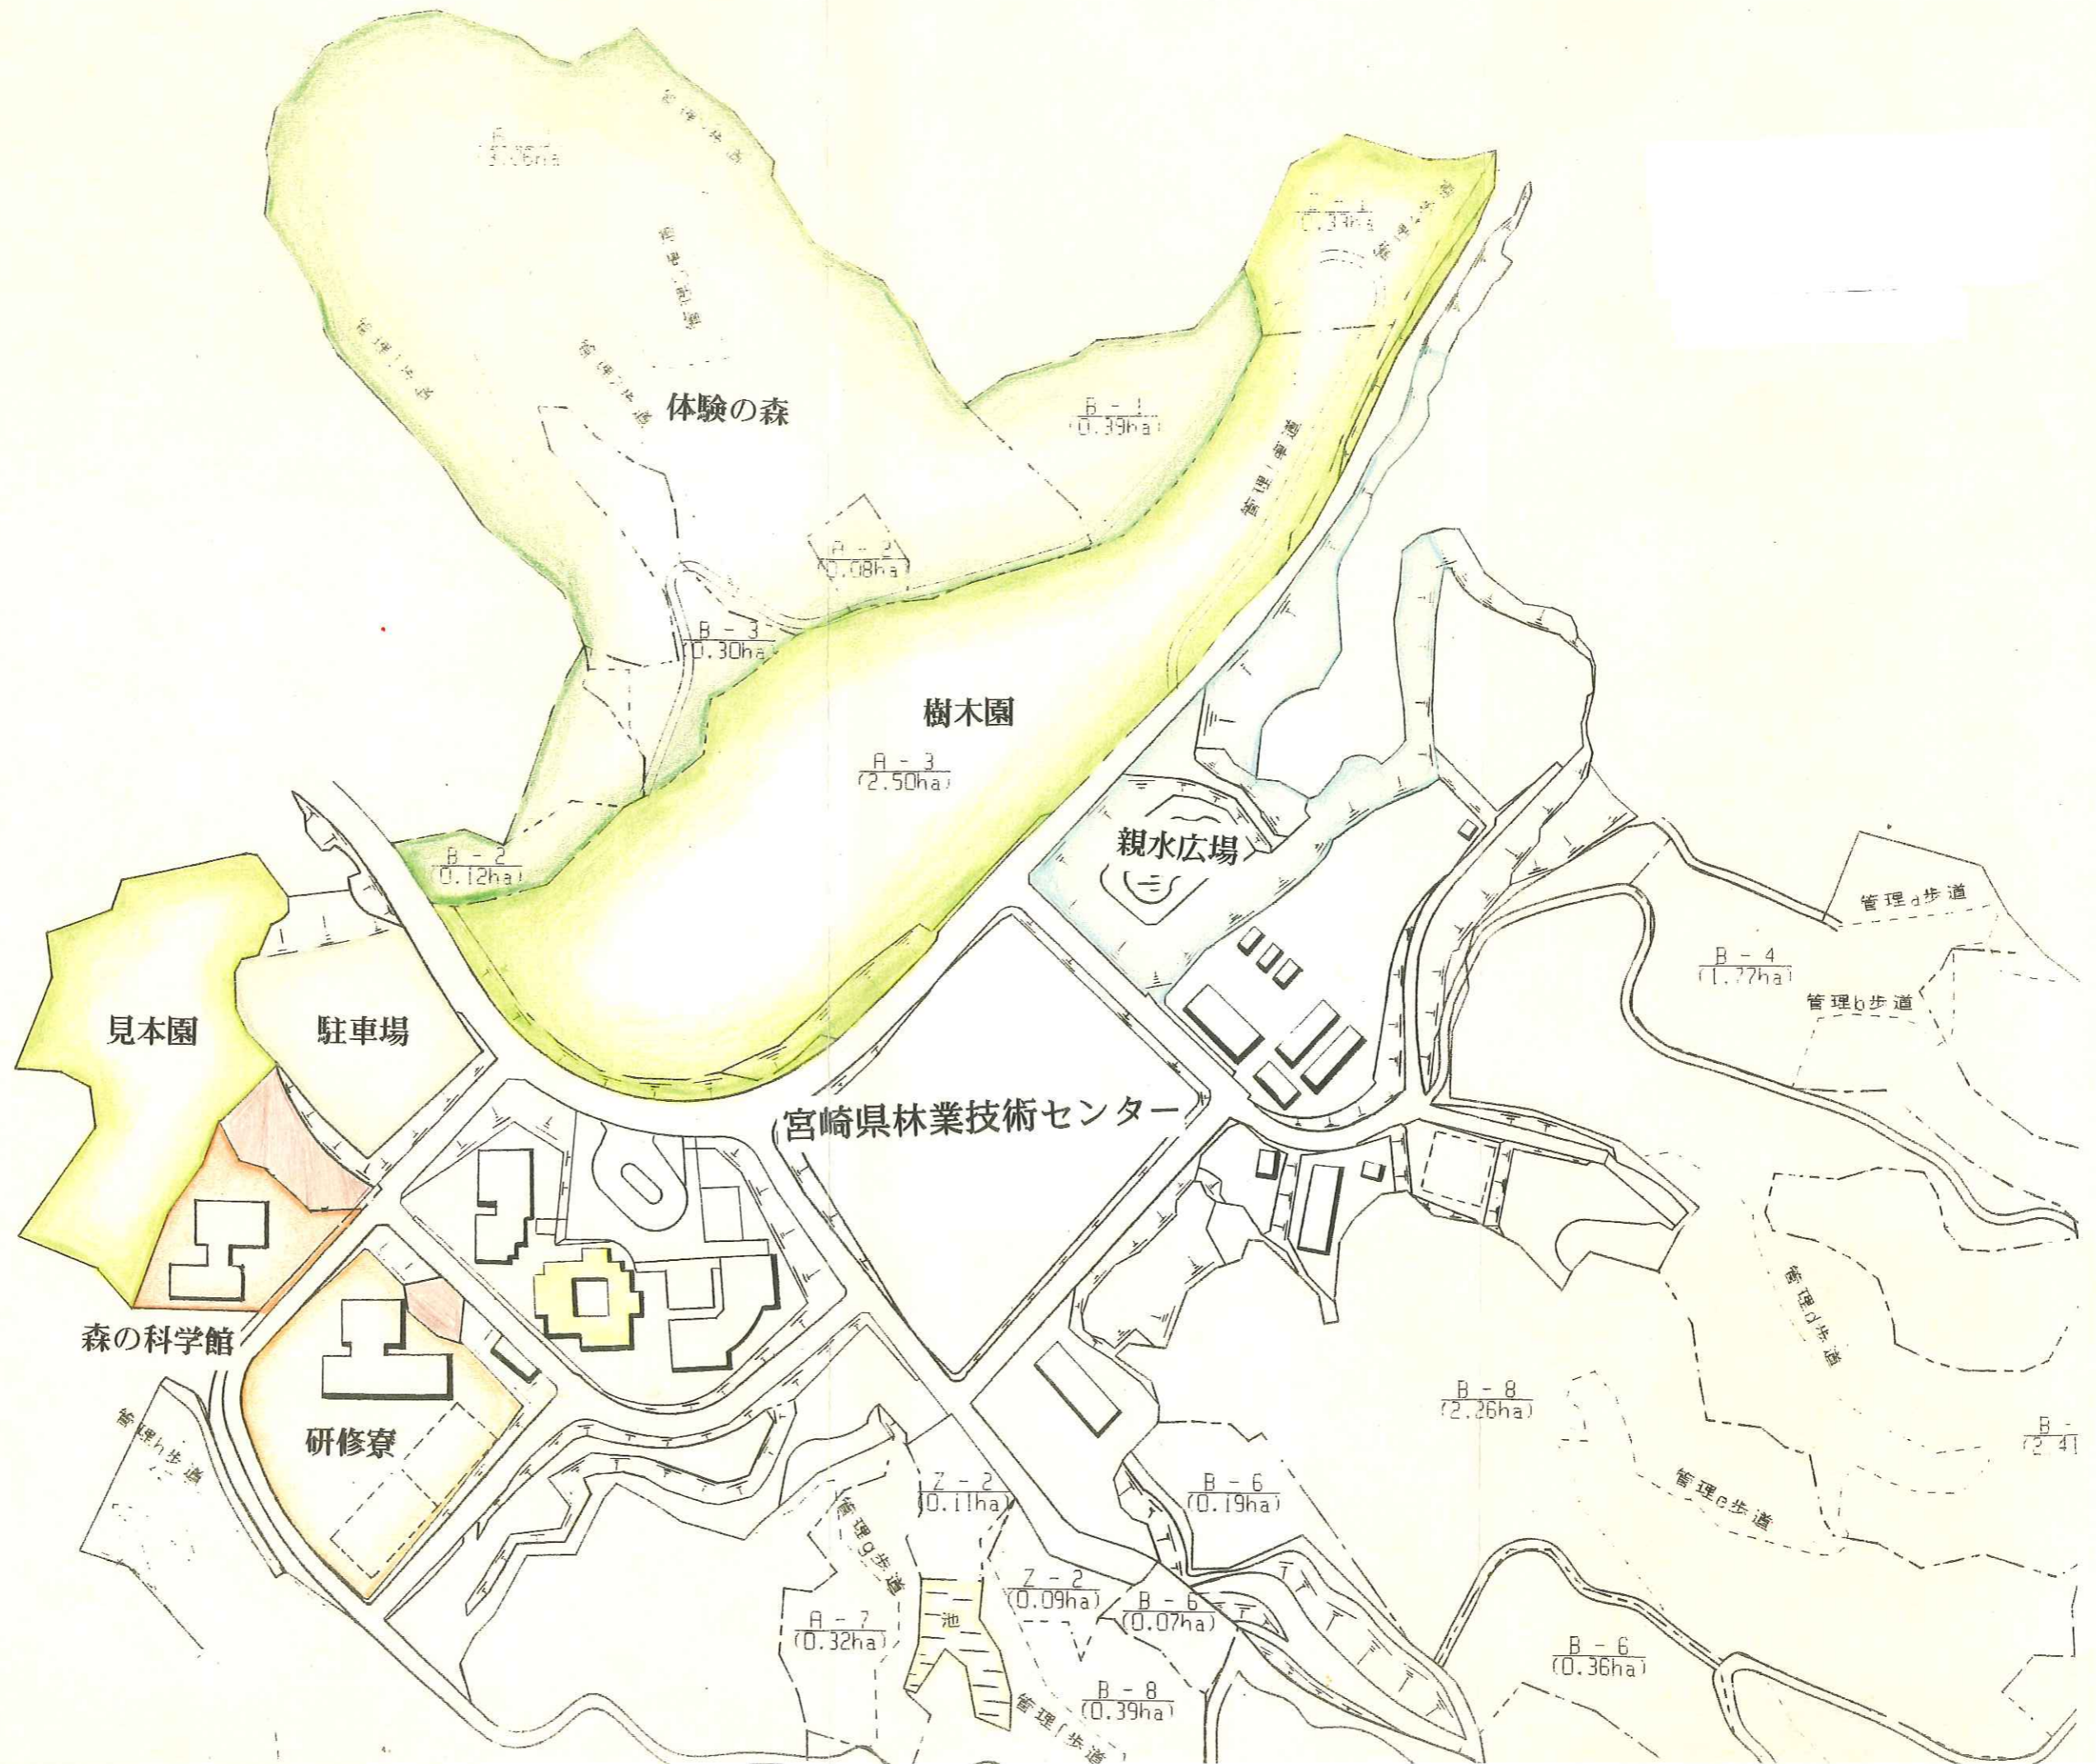 体験の森
B - 1
(0.39ha)
A - 2
(0.08ha)
B - 3
(0.30ha)
樹木園
A - 3
(2.50ha)
親水広場
B - 2
(0.12ha)
管理a歩道
B - 4
(1.77ha)
管理b歩道
見本園
駐車場
宮崎県林業技術センター
管理d歩道
森の科学館
B - 8
(2.26ha)
管理h歩道
研修寮
管理e歩道
Z - 2
(0.11ha)
B - 6
(0.19ha)
管理g歩道
Z - 2
(0.09ha)
B - 6
(0.07ha)
A - 7
(0.32ha)
池
B - 6
(0.36ha)
B - 8
(0.39ha)
管理f歩道